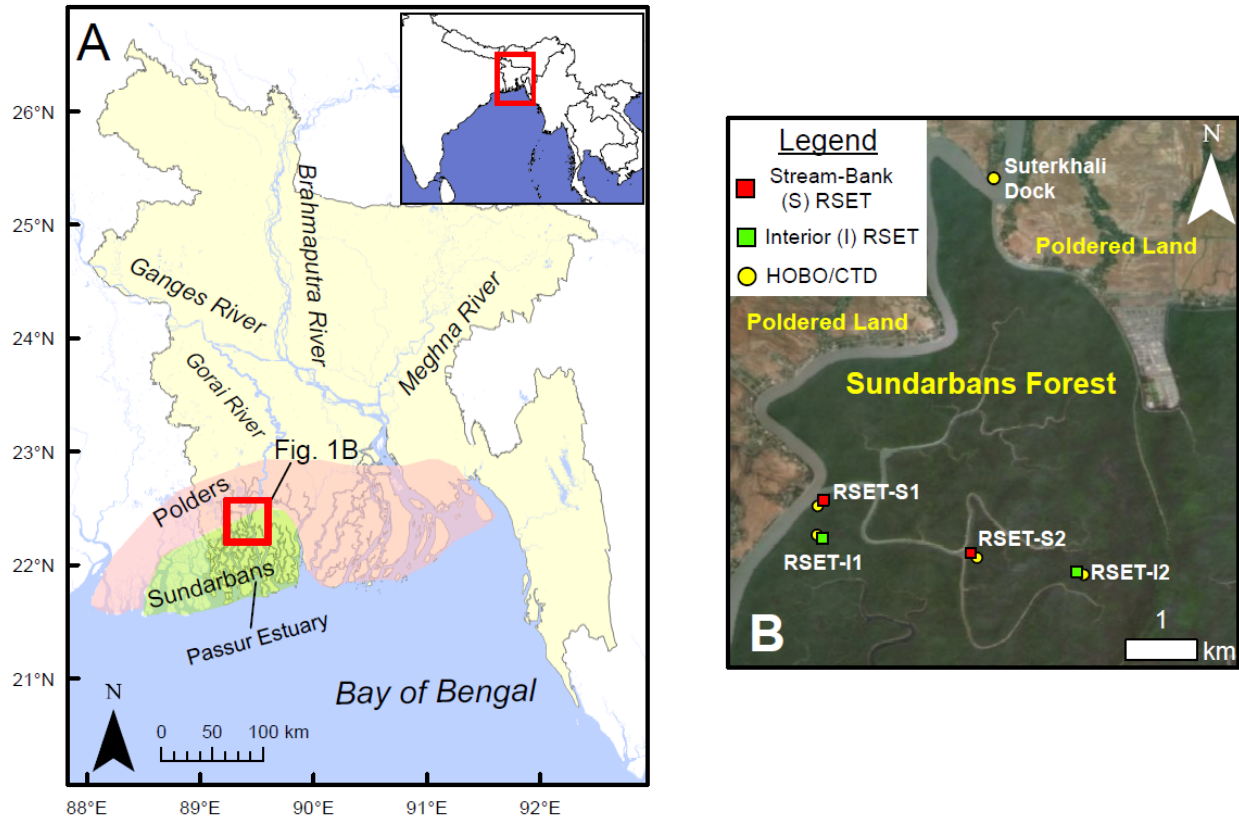 A
26°N
25°N
24°N
23°N
22°N
21°N
88°E
89°E
90°E
91°E
92°E
Brahmaputra River
Ganges River
Gorai River
Meghna River
Fig. 1B
Polders
Sundarbans
Passur Estuary
Bay of Bengal
N
0 50 100 km
Legend
Stream-Bank
(S) RSET
Interior (I) RSET
HOBO/CTD
N
Suterkhali
Dock
Poldered Land
Poldered Land
Sundarbans Forest
RSET-S1
RSET-I1
RSET-S2
RSET-I2
B
1
km